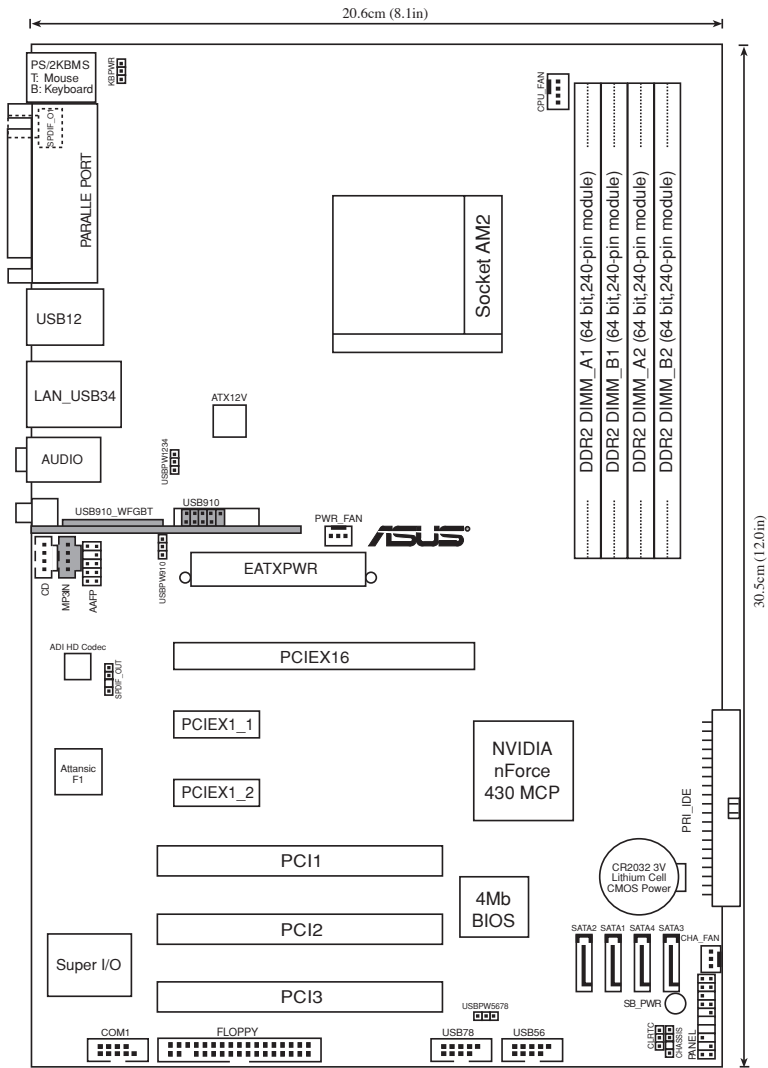 20.6cm (8.1in)
PS/2KBMS
T: Mouse
B: Keyboard
KBPWR
CPU_FAN
SPDIF_O1
PARALLE PORT
Socket AM2
DDR2 DIMM_A1 (64 bit,240-pin module)
DDR2 DIMM_B1 (64 bit,240-pin module)
DDR2 DIMM_A2 (64 bit,240-pin module)
DDR2 DIMM_B2 (64 bit,240-pin module)
USB12
LAN_USB34
ATX12V
AUDIO
USBPW1234
USB910_WFGBT
USB910
PWR_FAN
ASUS
30.5cm (12.0in)
CD
MP3IN
AAFP
USBPW910
EATXPWR
ADI HD Codec
SPDIF_OUT
PCIEX16
PCIEX1_1
NVIDIA
nForce
430 MCP
Attansic
F1
PCIEX1_2
PRI_IDE
PCI1
CR2032 3V
Lithium Cell
CMOS Power
4Mb
BIOS
PCI2
SATA2
SATA1
SATA4
SATA3
CHA_FAN
Super I/O
PCI3
SB_PWR
USBPW5678
CLRTC
CHASSIS
PANEL
COM1
FLOPPY
USB78
USB56